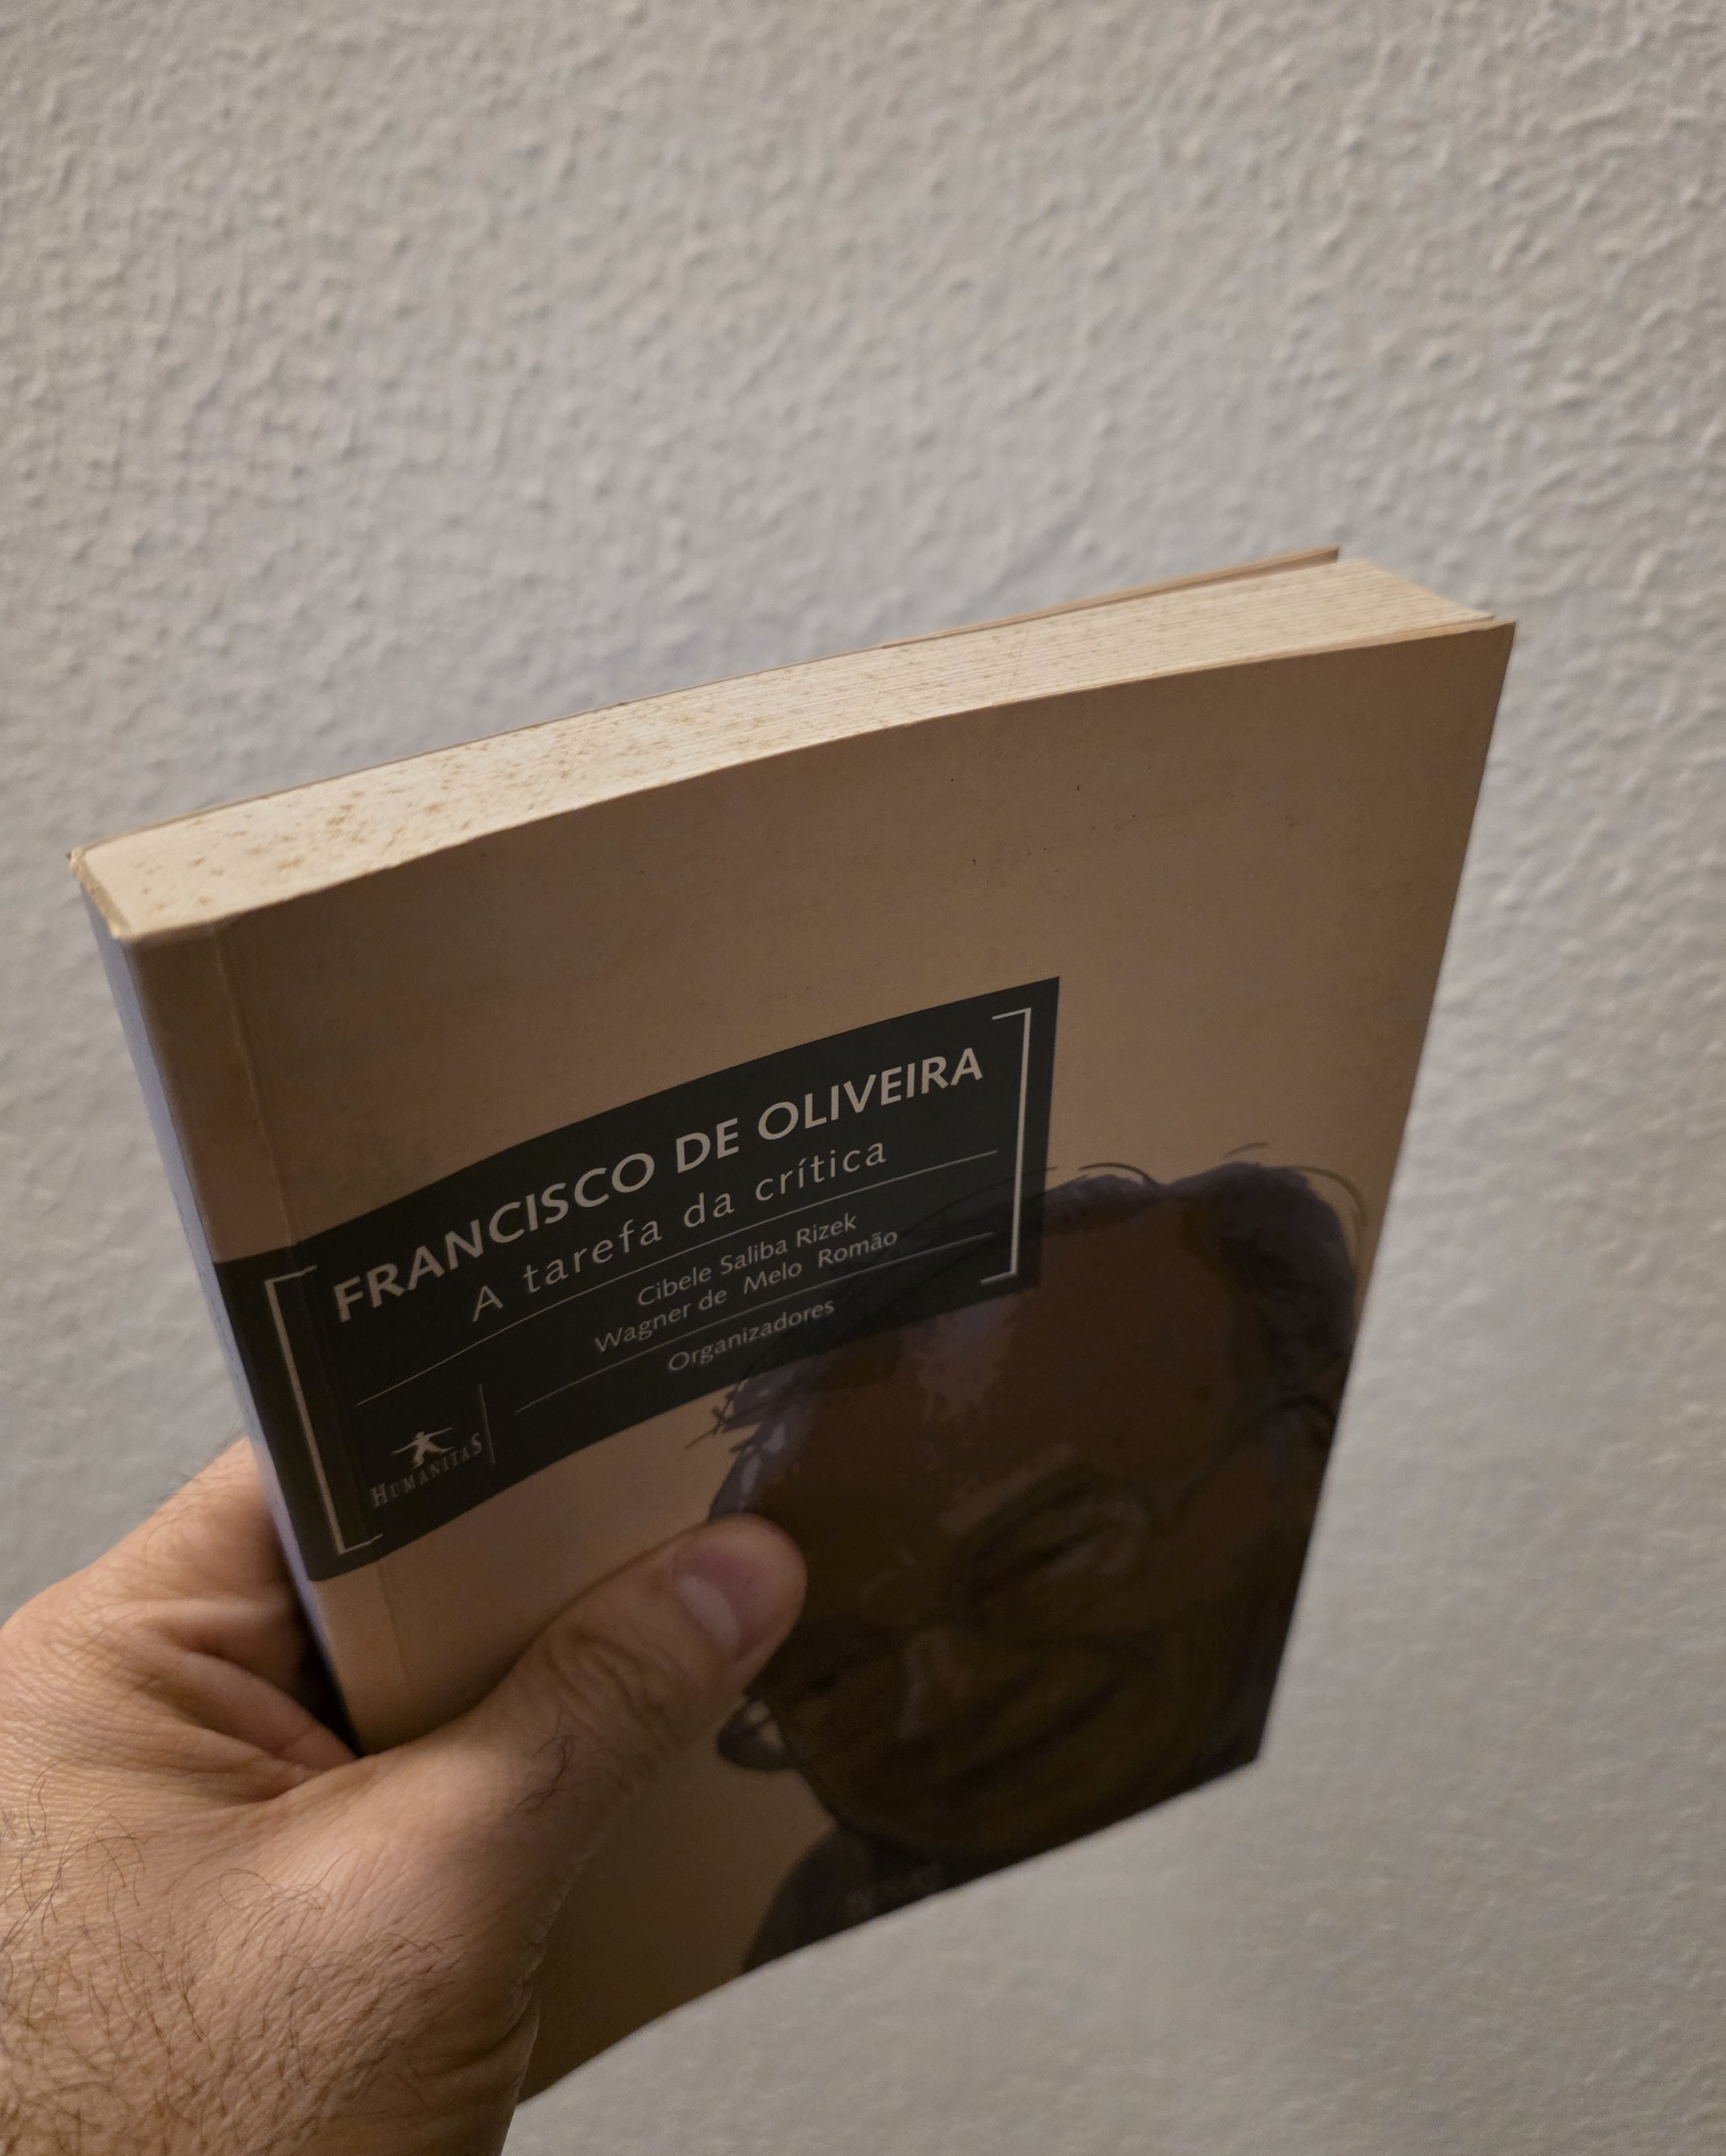 FRANCISCO DE OLIVEIRA
A tarefa da crítica
Cibele Saliba Rizek
Wagner de Melo Romão
Organizadores
HUMANITAS